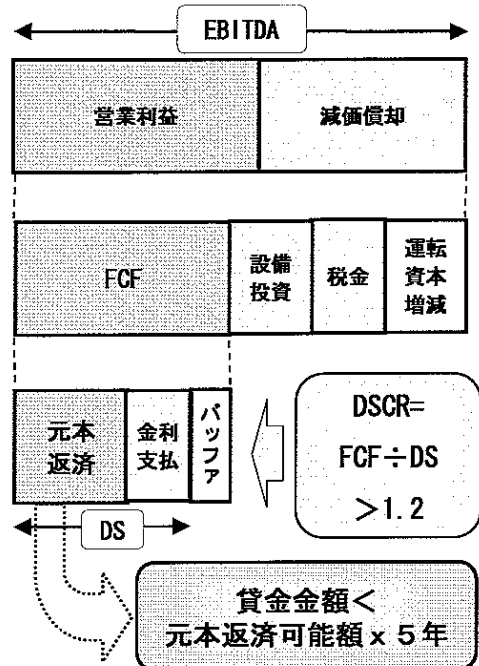 EBITDA
営業利益
減価償却
FCF
設備
投資
税金
運転
資本
増減
元本
返済
金利
支払
バッファ
DS
DSCR=
FCF÷DS
>1.2
貸金金額<
元本返済可能額x5年